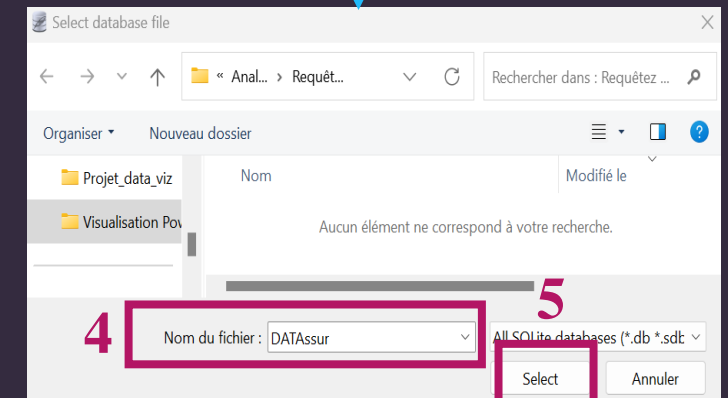 Select database file
« Anal... › Requêt...
Rechercher dans : Requêtez ...
Organiser
Nouveau dossier
Projet_data_viz
Nom
Modifié le
Visualisation Pov
Aucun élément ne correspond à votre recherche.
4
5
Nom du fichier : DATAssur
All SQLite databases (*.db *.sdb
Select
Annuler